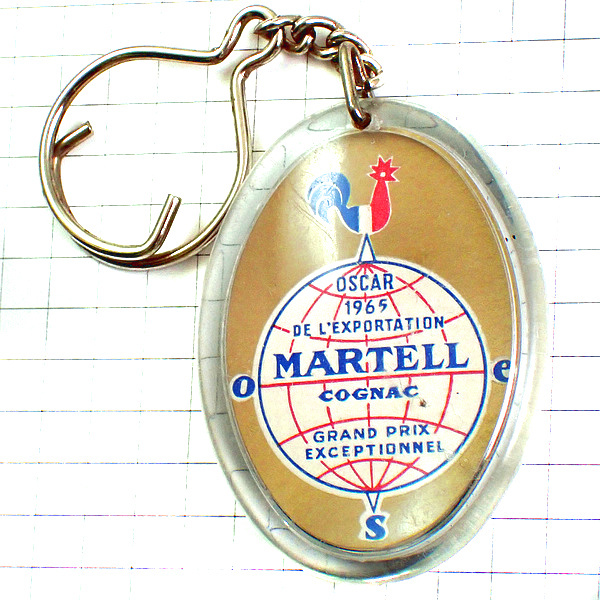 OSCAR
1965
DE L'EXPORTATION
MARTELL
o e
COGNAC
GRAND PRIX
EXCEPTIONNEL
S